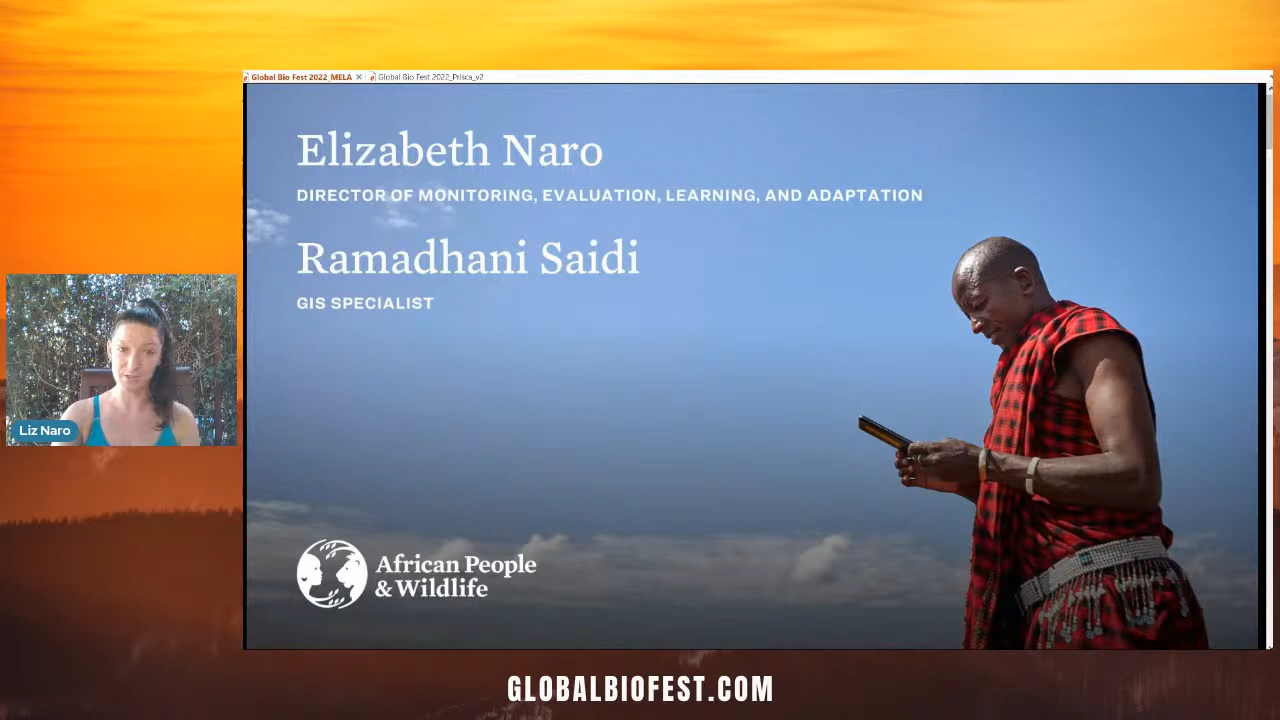 Global Bio Fest 2022_MELA
Global Bio Fest 2022_Prisca_v2
Elizabeth Naro
DIRECTOR OF MONITORING, EVALUATION, LEARNING, AND ADAPTATION
Ramadhani Saidi
GIS SPECIALIST
Liz Naro
African People
& Wildlife
GLOBALBIOFEST.COM